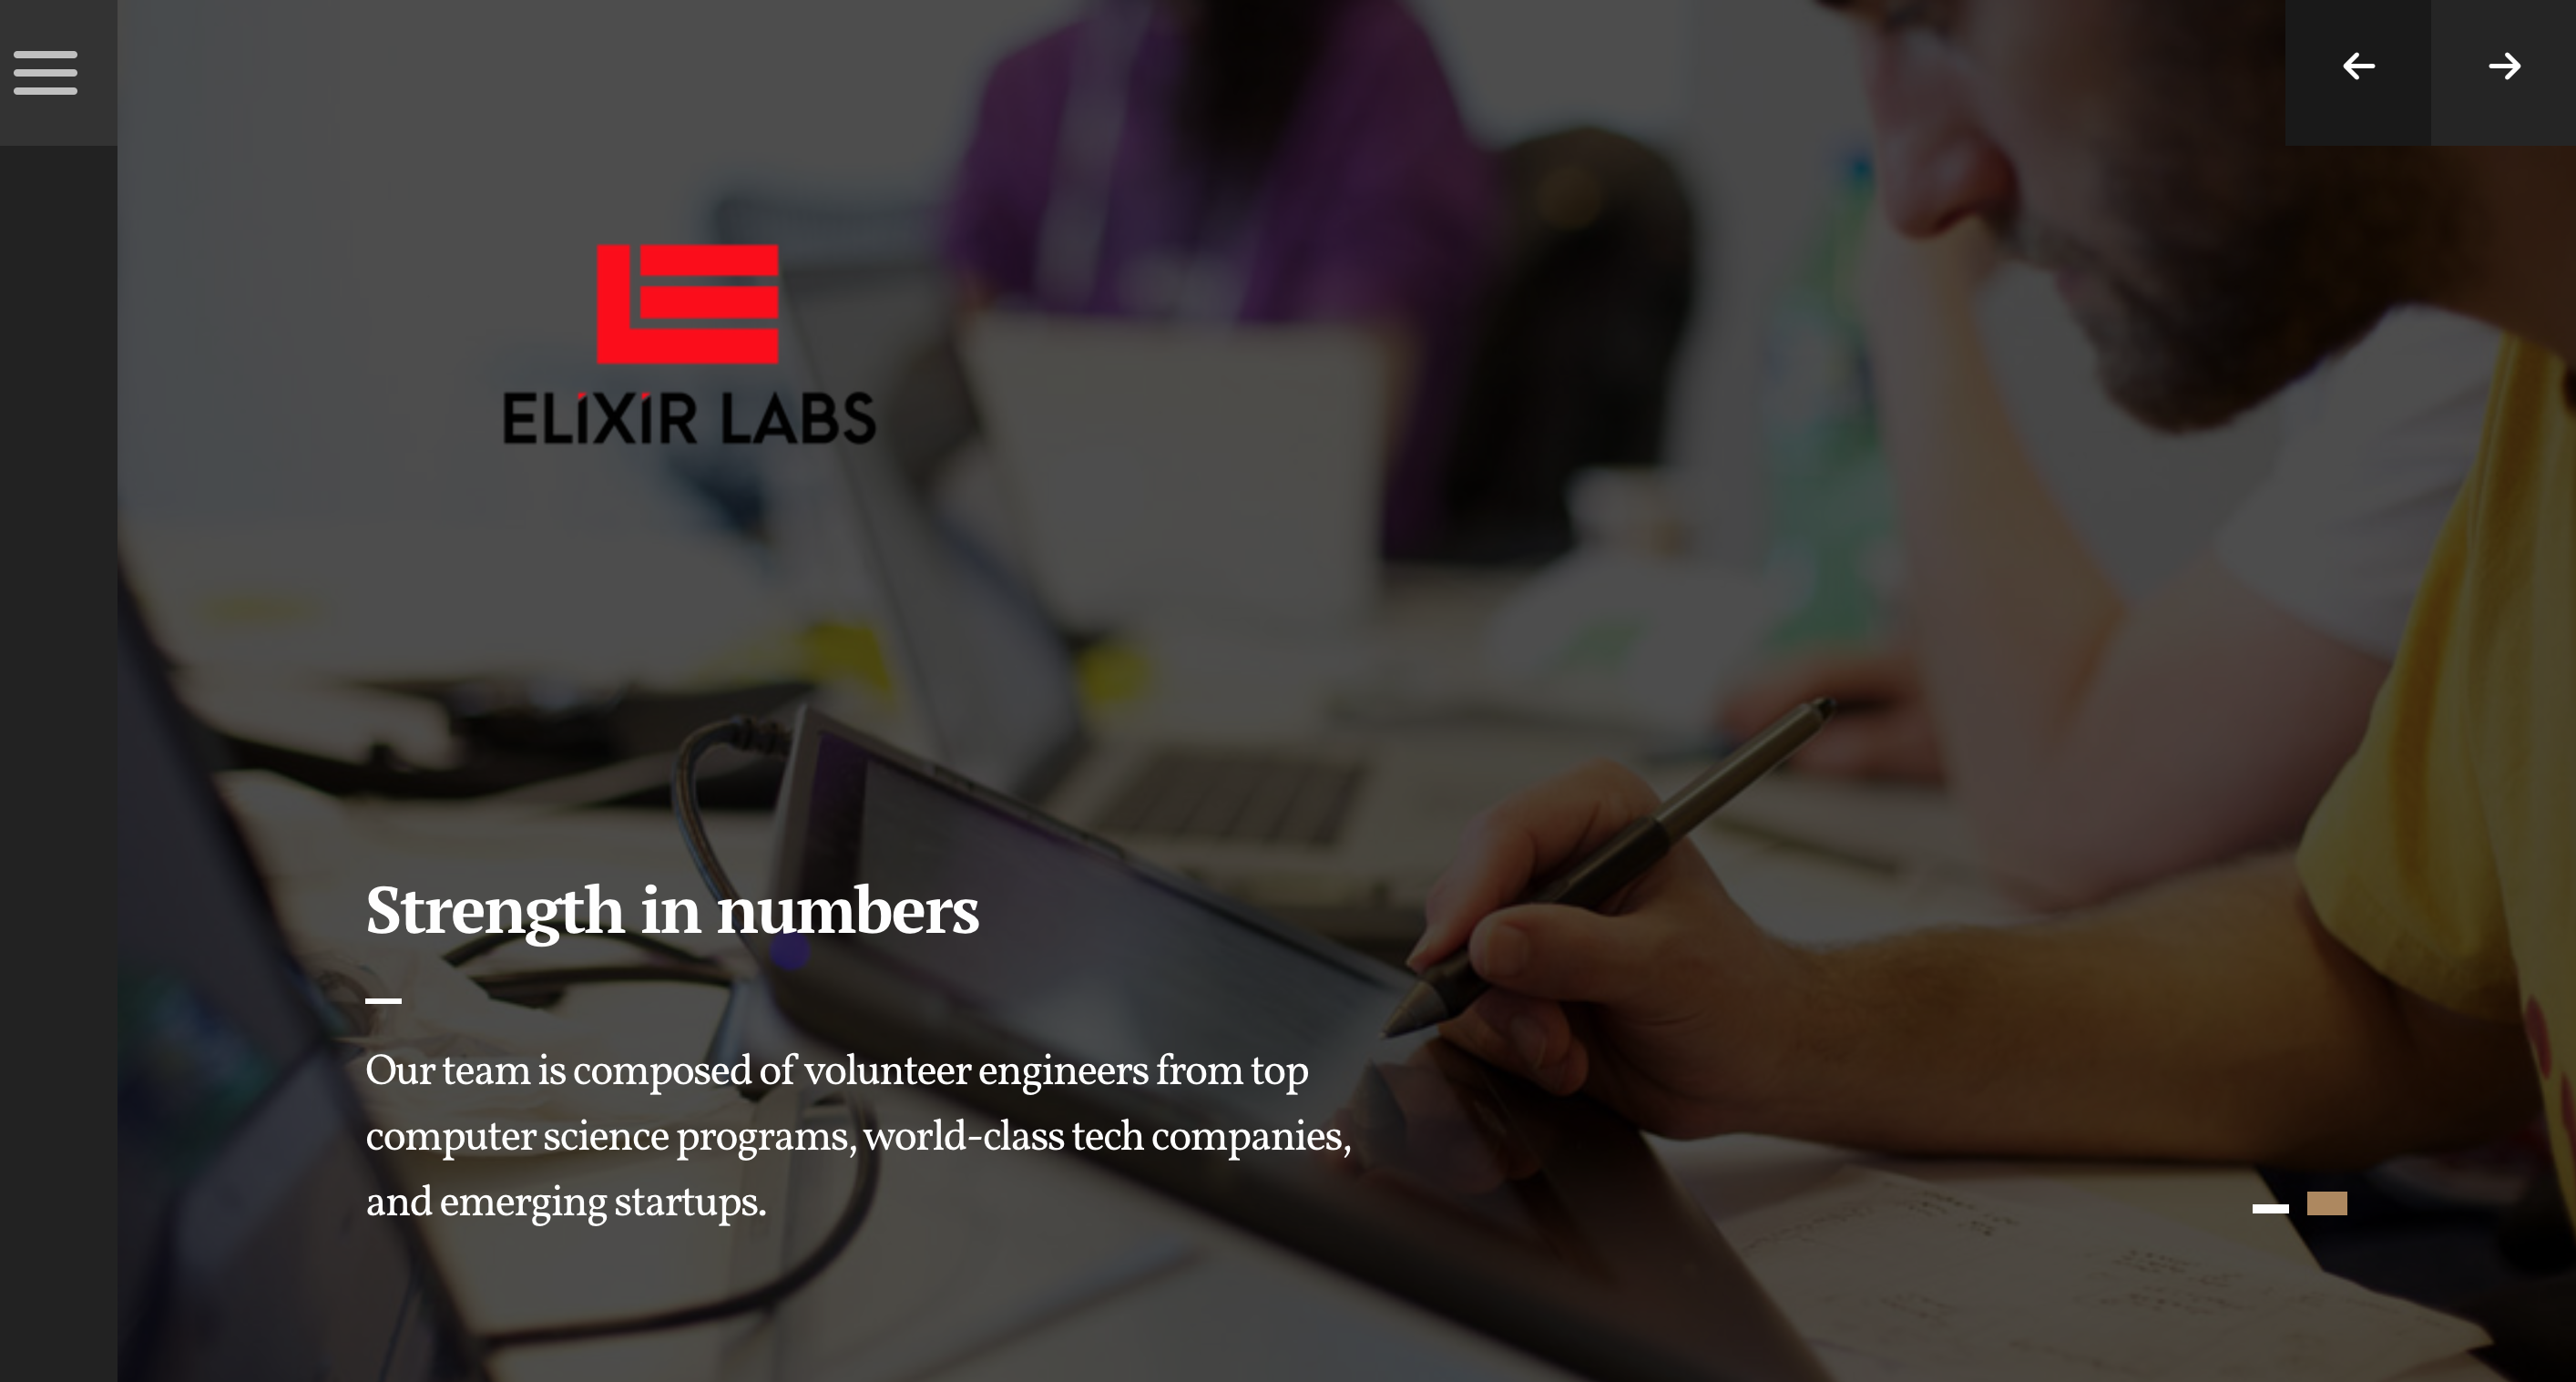 ELIXIR LABS
Strength in numbers
Our team is composed of volunteer engineers from top
computer science programs, world-class tech companies,
and emerging startups.